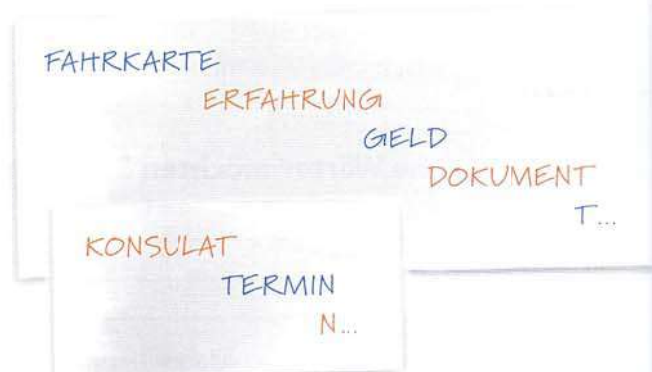 FAHRKARTE
ERFAHRUNG
GELD
DOKUMENT
T...
KONSULAT
TERMIN
N...